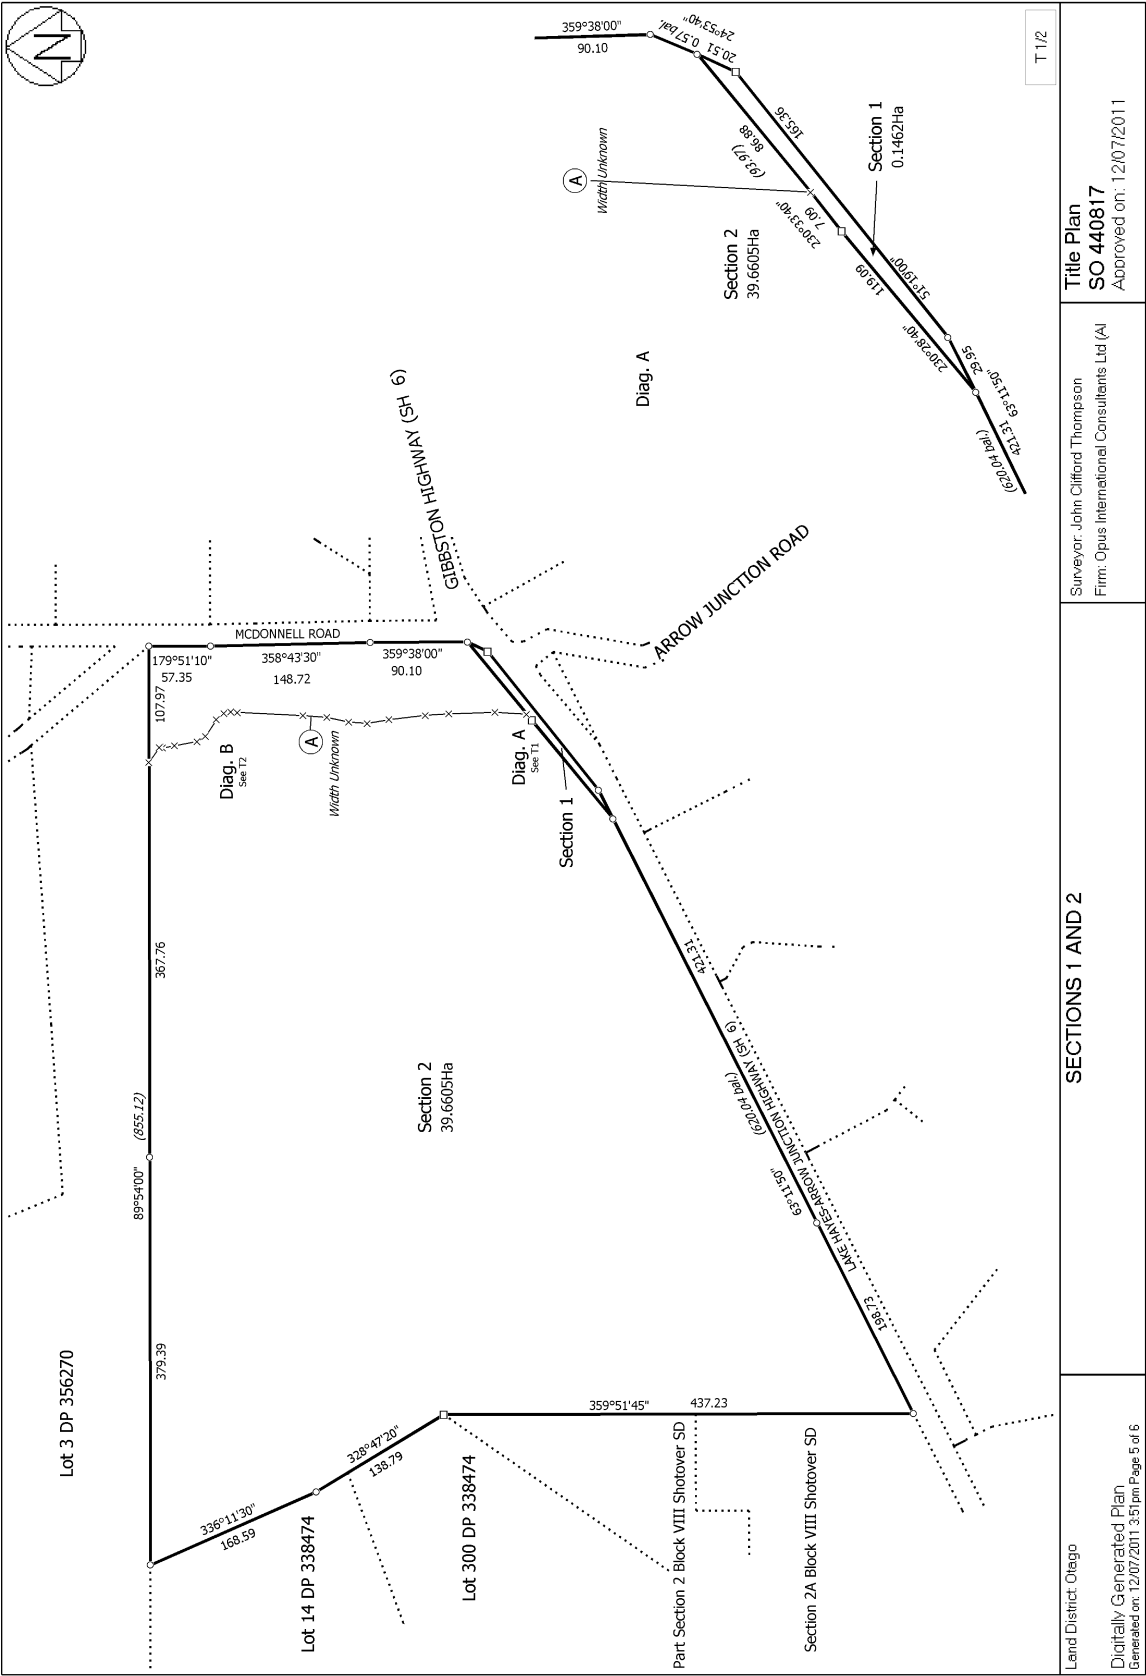 N
T 1/2
359°38'00"
90.10
24°53'40"
20.51 0.57 bal.
165.36
86.88
(93.97)
A
Width Unknown
230°33'40"
7.09
Section 1
0.1462Ha
Section 2
39.6605Ha
119.09
51°19'00"
230°28'40"
29.95
63°11'50"
421.31
(620.04 bal.)
Diag. A
GIBBSTON HIGHWAY (SH 6)
ARROW JUNCTION ROAD
MCDONNELL ROAD
179°51'10"
57.35
358°43'30"
148.72
359°38'00"
90.10
107.97
Diag. B
See T2
A
Width Unknown
Diag. A
See T1
Section 1
367.76
(855.12)
89°54'00"
379.39
Section 2
39.6605Ha
421.31
(620.04 bal.)
63°11'50"
LAKE HAYES-ARROW JUNCTION HIGHWAY (SH 6)
198.73
359°51'45"
437.23
328°47'20"
138.79
336°11'30"
168.59
Lot 3 DP 356270
Lot 14 DP 338474
Lot 300 DP 338474
Part Section 2 Block VIII Shotover SD
Section 2A Block VIII Shotover SD
Land District: Otago
Digitally Generated Plan
Generated on: 12/07/2011 3:51pm Page 5 of 6
SECTIONS 1 AND 2
Surveyor: John Clifford Thompson
Firm: Opus International Consultants Ltd (Al
Title Plan
SO 440817
Approved on: 12/07/2011